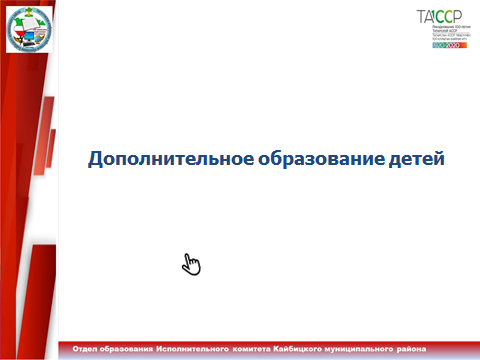 ТАССР
Дополнительное образование детей
Отдел образования Исполнительного комитета Кайбицкого муниципального района